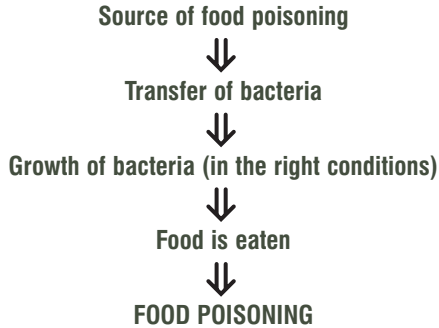 Source of food poisoning
Transfer of bacteria
Growth of bacteria (in the right conditions)
Food is eaten
FOOD POISONING